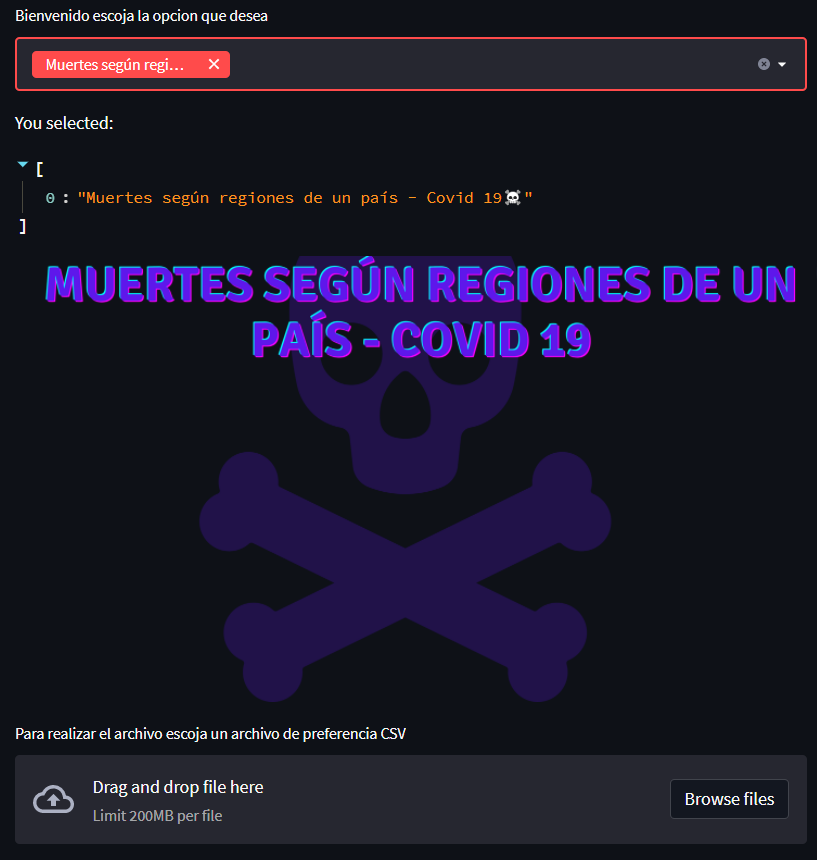 Bienvenido escoja la opcion que desea
Muertes según regi...
You selected:
[
0 : "Muertes según regiones de un país - Covid 19☠️"
]
MUERTES SEGÚN REGIONES DE UN
PAÍS - COVID 19
Para realizar el archivo escoja un archivo de preferencia CSV
Drag and drop file here
Limit 200MB per file
Browse files